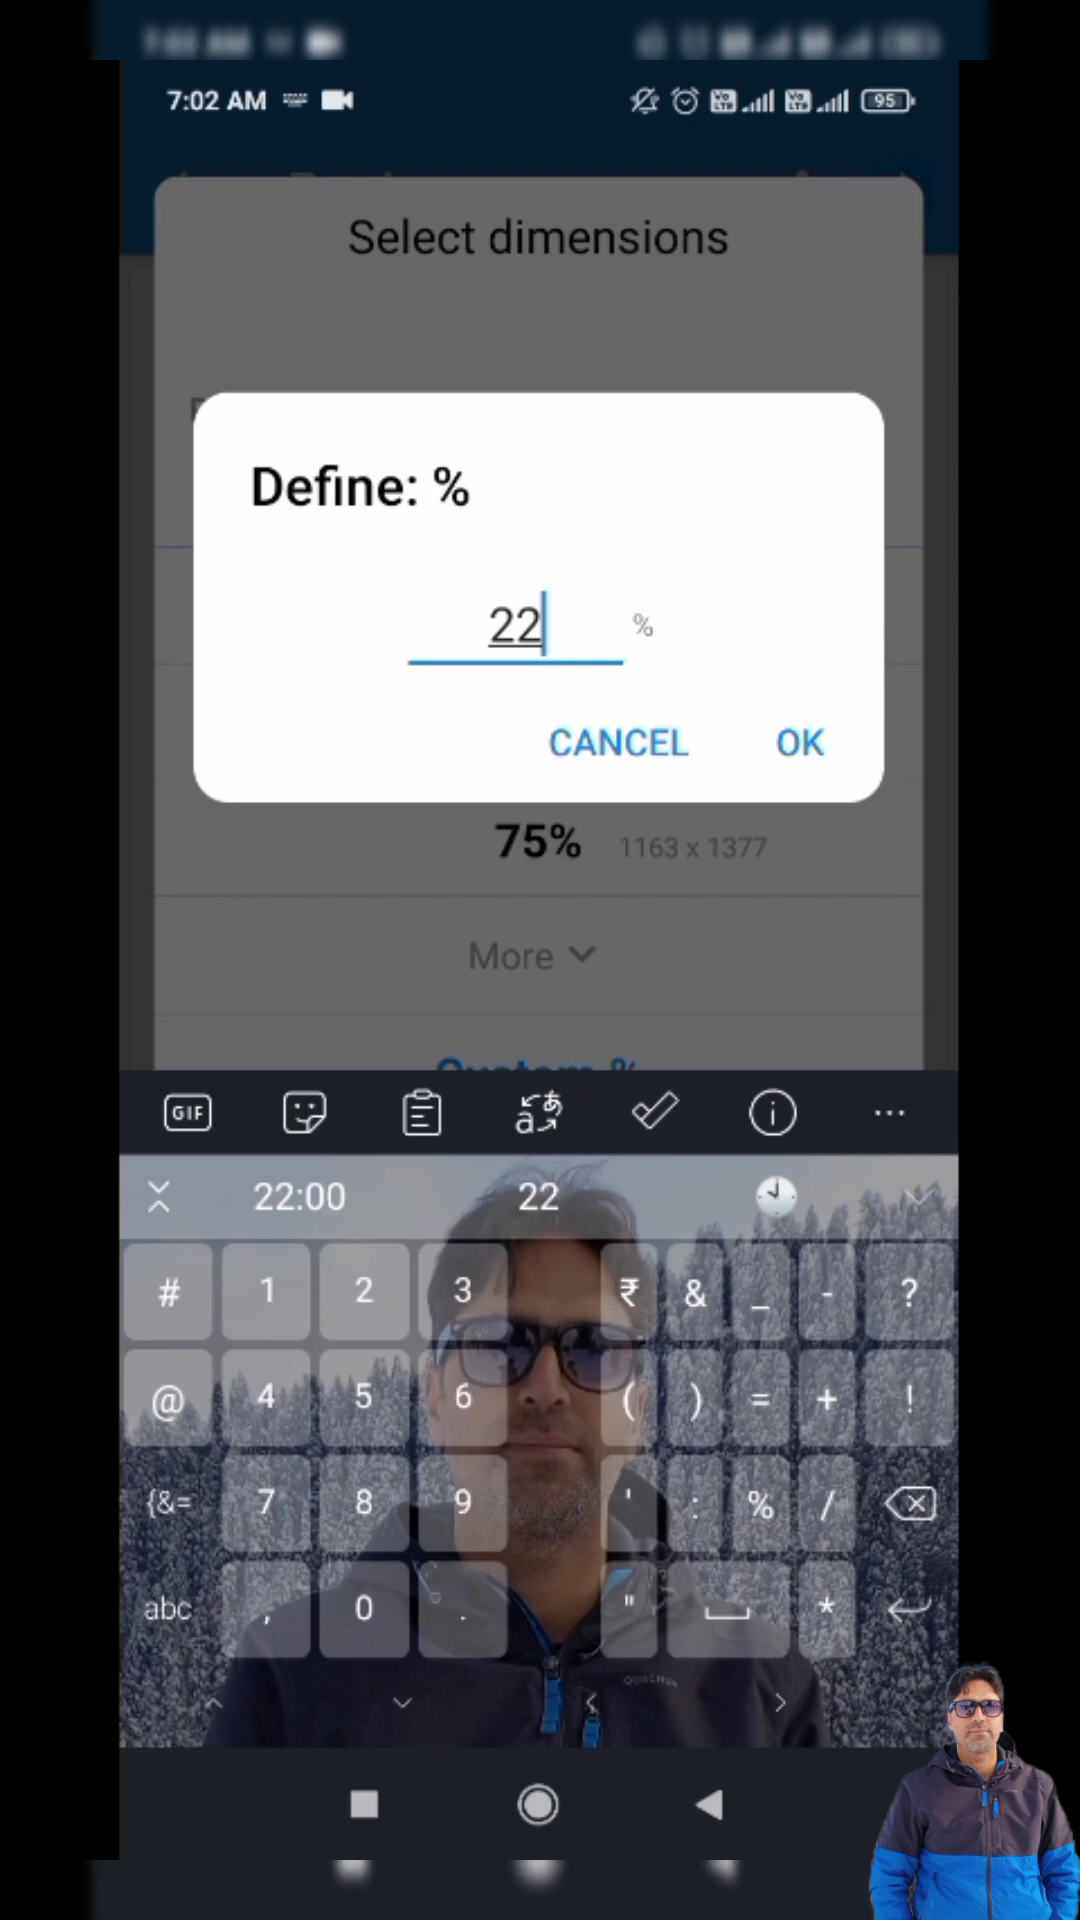 7:02 AM
95
Select dimensions
Define: %
22 %
CANCEL OK
75% 1163 x 1377
More
Custom %
GIF
22:00 22
# 1 2 3 ₹ & _ - ?
@ 4 5 6 ( ) = + !
{&= 7 8 9 ' : % /
abc , 0 . " *